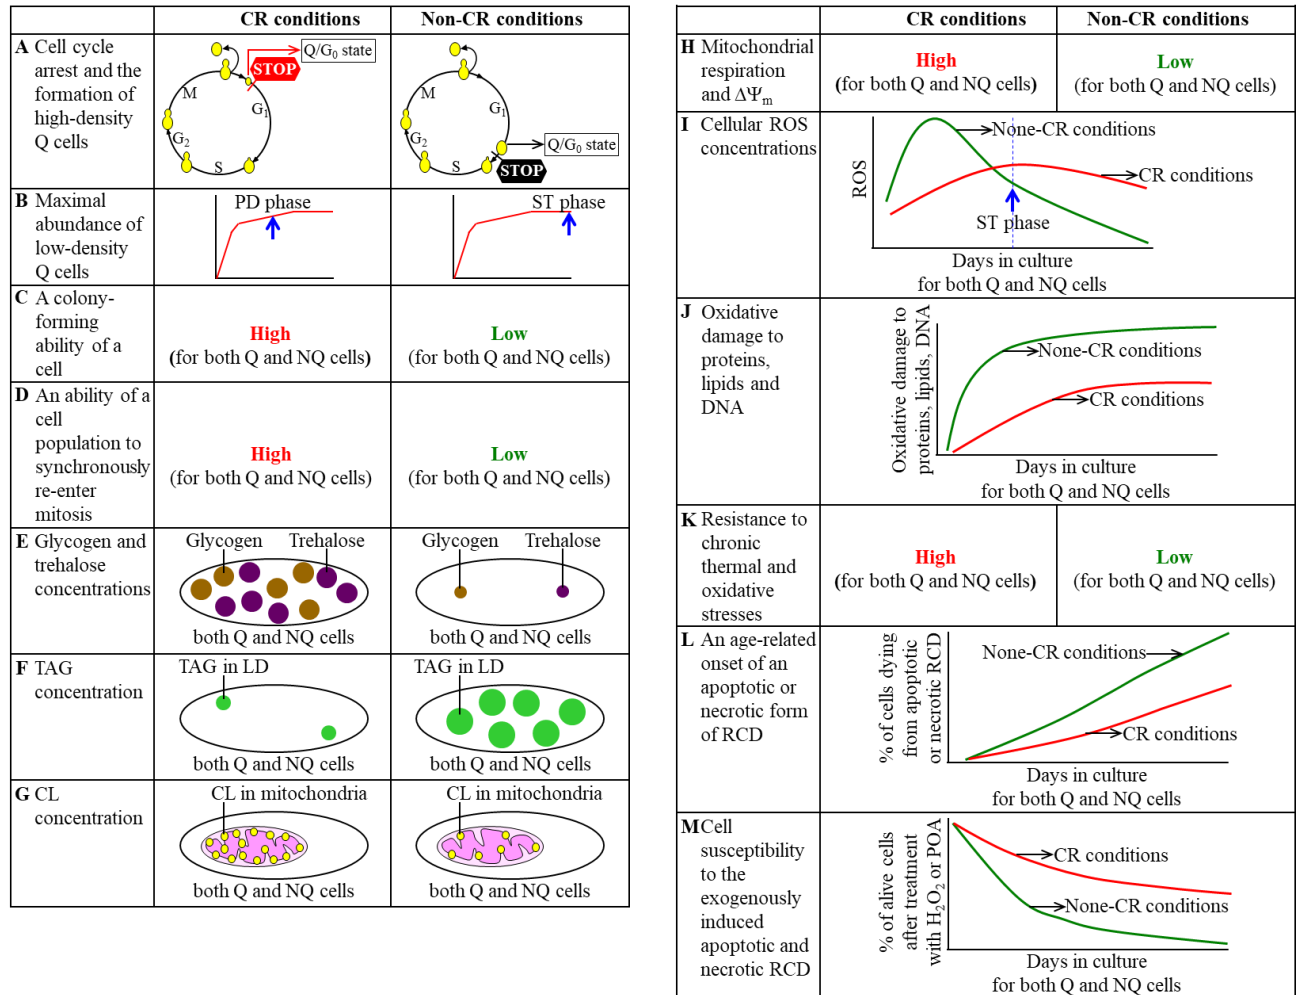 CR conditions
Non-CR conditions
A Cell cycle
arrest and the
formation of
high-density
Q cells
Q/G₀ state
STOP
M
G₁
G₂
S
M
G₁
G₂
S
Q/G₀ state
STOP
B Maximal
abundance of
low-density
Q cells
PD phase
ST phase
C A colony-
forming
ability of a
cell
High
(for both Q and NQ cells)
Low
(for both Q and NQ cells)
D An ability of a
cell
population to
synchronously
re-enter
mitosis
High
(for both Q and NQ cells)
Low
(for both Q and NQ cells)
E Glycogen and
trehalose
concentrations
Glycogen
Trehalose
both Q and NQ cells
Glycogen
Trehalose
both Q and NQ cells
F TAG
concentration
TAG in LD
both Q and NQ cells
TAG in LD
both Q and NQ cells
G CL
concentration
CL in mitochondria
both Q and NQ cells
CL in mitochondria
both Q and NQ cells
CR conditions
Non-CR conditions
H Mitochondrial
respiration
and ΔΨₘ
High
(for both Q and NQ cells)
Low
(for both Q and NQ cells)
I Cellular ROS
concentrations
ROS
None-CR conditions
CR conditions
ST phase
Days in culture
for both Q and NQ cells
J Oxidative
damage to
proteins,
lipids and
DNA
Oxidative damage to
proteins, lipids, DNA
None-CR conditions
CR conditions
Days in culture
for both Q and NQ cells
K Resistance to
chronic
thermal and
oxidative
stresses
High
(for both Q and NQ cells)
Low
(for both Q and NQ cells)
L An age-related
onset of an
apoptotic or
necrotic form
of RCD
% of cells dying
from apoptotic
or necrotic RCD
None-CR conditions
CR conditions
Days in culture
for both Q and NQ cells
M Cell
susceptibility
to the
exogenously
induced
apoptotic and
necrotic RCD
% of alive cells
after treatment
with H₂O₂ or POA
CR conditions
None-CR conditions
Days in culture
for both Q and NQ cells